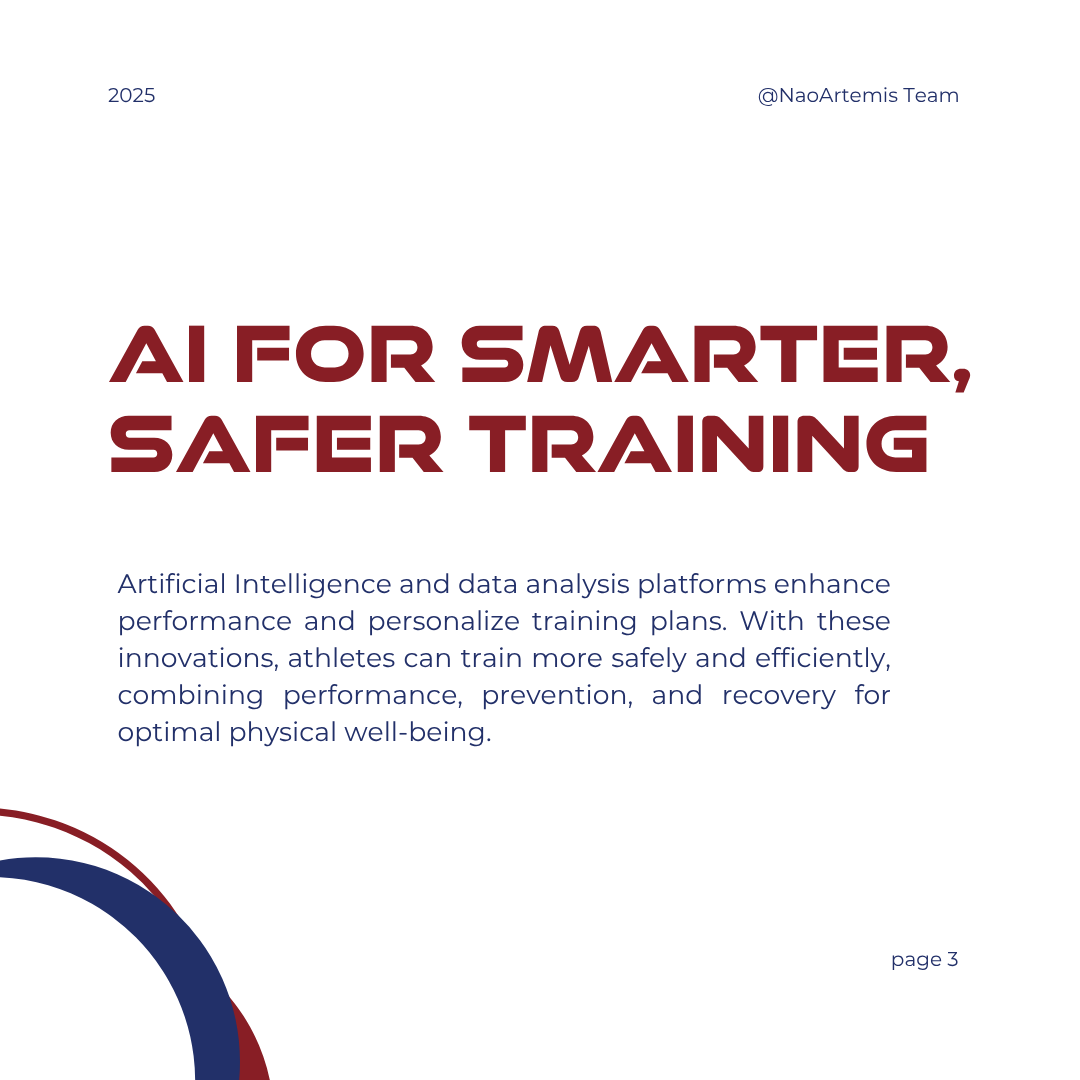 2025
@NaoArtemis Team
AI FOR SMARTER,
SAFER TRAINING
Artificial Intelligence and data analysis platforms enhance
performance and personalize training plans. With these
innovations, athletes can train more safely and efficiently,
combining performance, prevention, and recovery for
optimal physical well-being.
page 3